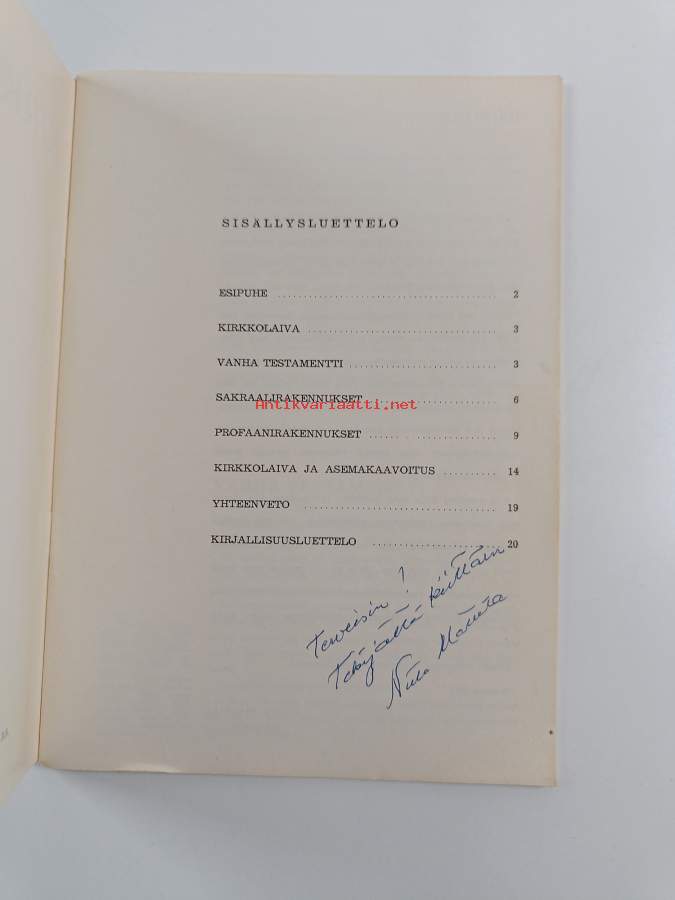 SISÄLLYSLUETTELO
ESIPUHE ........................................ 2
KIRKKOLAIVA .................................... 3
VANHA TESTAMENTTI .............................. 3
SAKRAALIRAKENNUKSET ............................ 6
Antikvariaatti.net
PROFAANIRAKENNUKSET ............................ 9
KIRKKOLAIVA JA ASEMAKAAVOITUS .......... 14
YHTEENVETO ..................................... 19
KIRJALLISUUSLUETTELO ........................ 20
Terveisin!
Tekijältä kiittäen